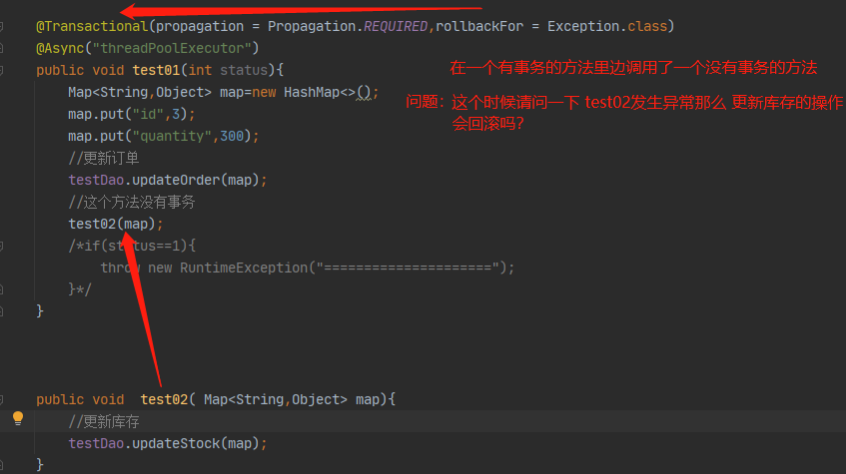 @Transactional(propagation = Propagation.REQUIRED,rollbackFor = Exception.class)
@Async("threadPoolExecutor")
public void test01(int status){
在一个有事务的方法里边调用了一个没有事务的方法
Map<String,Object> map=new HashMap<>();
map.put("id",3);
问题：这个时候请问一下 test02发生异常那么 更新库存的操作
会回滚吗？
map.put("quantity",300);
//更新订单
testDao.updateOrder(map);
//这个方法没有事务
test02(map);
/*if(status==1){
throw new RuntimeException("=====================");
}*/
}
public void  test02( Map<String,Object> map){
//更新库存
testDao.updateStock(map);
}